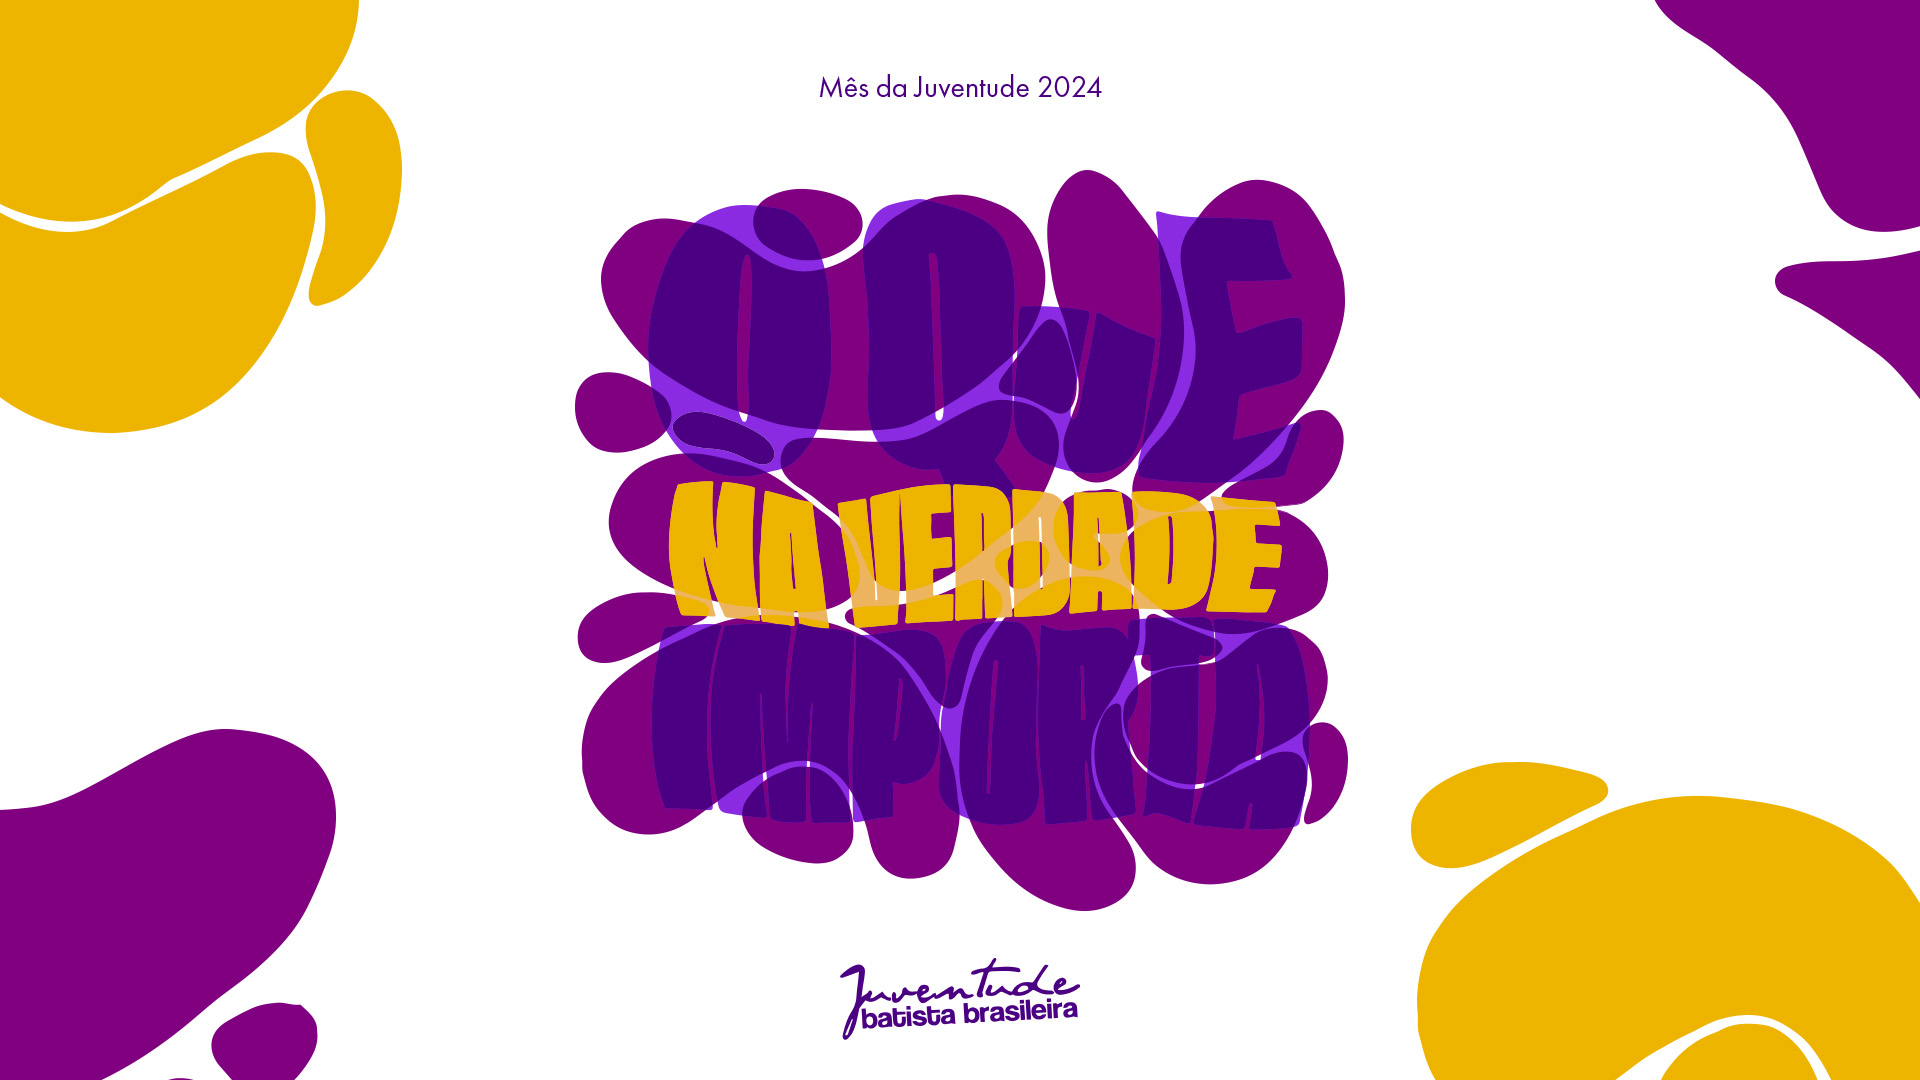 Mês da Juventude 2024
O QUE
NA VERDADE
IMPORTA
Juventude
batista brasileira